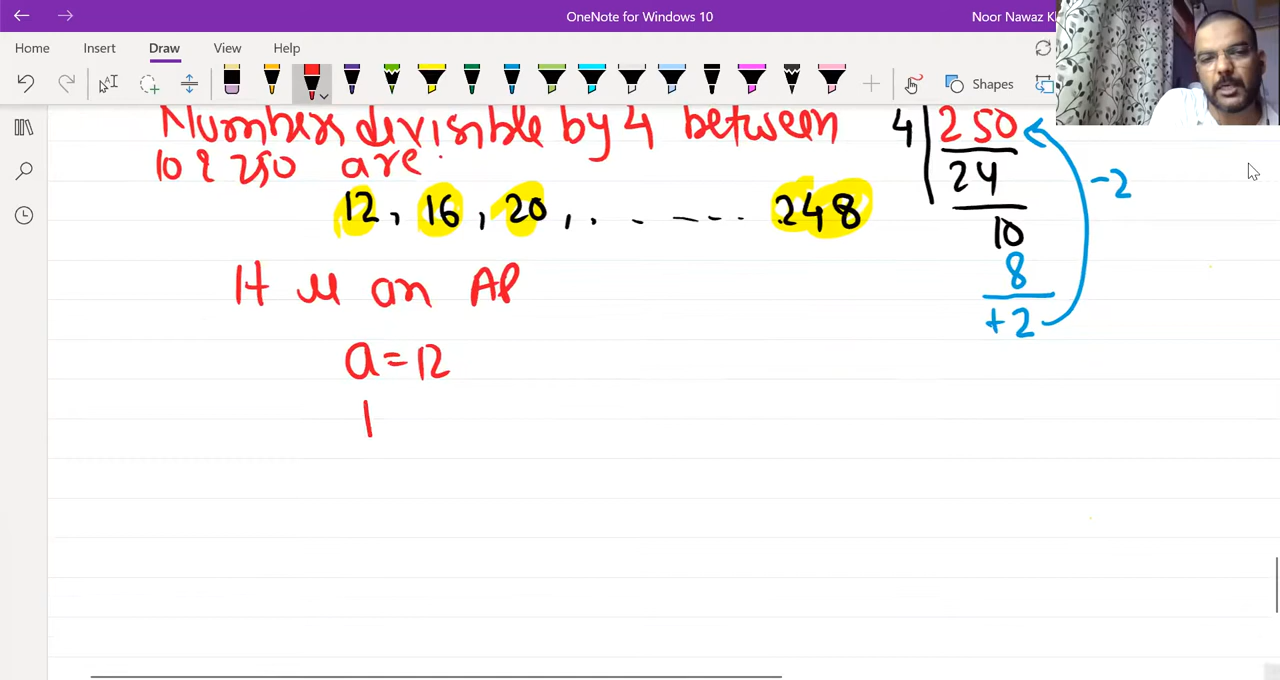 OneNote for Windows 10
Noor Nawaz K
Home Insert Draw View Help
Shapes
Numbers devisible by 4 between
10 & 250 are.
12, 16, 20, . . ... 248
It is an AP
a=12
4 250
24
10
8
+2
-2